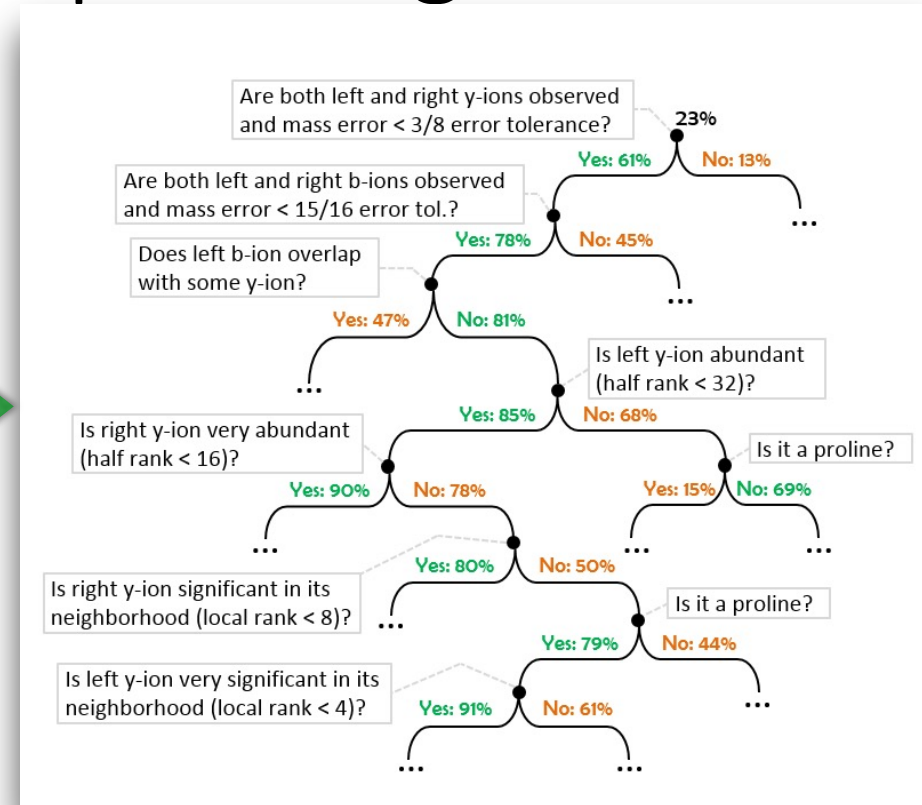 Are both left and right y-ions observed
and mass error < 3/8 error tolerance?
23%
Yes: 61%
No: 13%
...
Are both left and right b-ions observed
and mass error < 15/16 error tol.?
Yes: 78%
No: 45%
...
Does left b-ion overlap
with some y-ion?
Yes: 47%
No: 81%
...
Is left y-ion abundant
(half rank < 32)?
Yes: 85%
No: 68%
Is right y-ion very abundant
(half rank < 16)?
Is it a proline?
Yes: 90%
No: 78%
Yes: 15%
No: 69%
...
...
...
Is right y-ion significant in its
neighborhood (local rank < 8)?
Yes: 80%
No: 50%
...
Is it a proline?
Yes: 79%
No: 44%
...
Is left y-ion very significant in its
neighborhood (local rank < 4)?
Yes: 91%
No: 61%
...
...